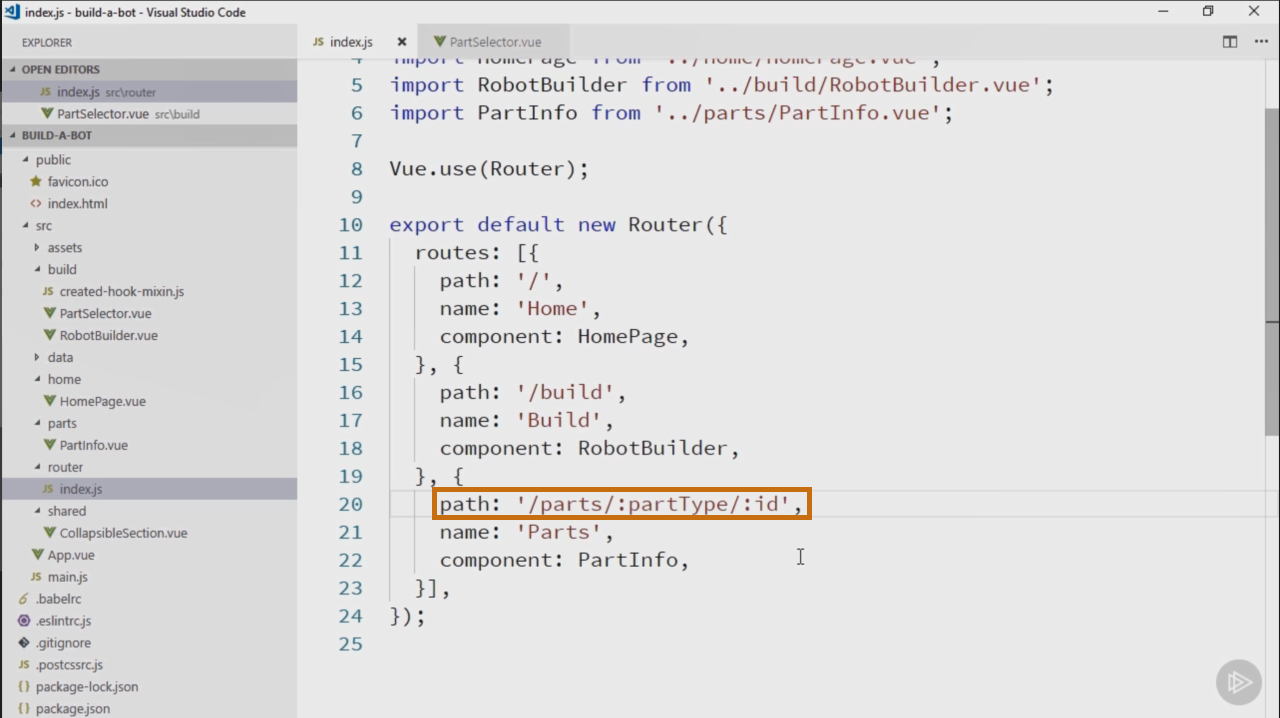 index.js - build-a-bot - Visual Studio Code
EXPLORER
OPEN EDITORS
JS index.js src\router
PartSelector.vue src\build
BUILD-A-BOT
public
favicon.ico
<> index.html
src
assets
build
JS created-hook-mixin.js
PartSelector.vue
RobotBuilder.vue
data
home
HomePage.vue
parts
PartInfo.vue
router
JS index.js
shared
CollapsibleSection.vue
App.vue
JS main.js
.babelrc
.eslintrc.js
.gitignore
JS .postcssrc.js
{} package-lock.json
{} package.json
JS index.js
PartSelector.vue
4 import HomePage from '../home/HomePage.vue';
5 import RobotBuilder from '../build/RobotBuilder.vue';
6 import PartInfo from '../parts/PartInfo.vue';
7
8 Vue.use(Router);
9
10 export default new Router({
11 routes: [{
12 path: '/',
13 name: 'Home',
14 component: HomePage,
15 }, {
16 path: '/build',
17 name: 'Build',
18 component: RobotBuilder,
19 }, {
20 path: '/parts/:partType/:id',
21 name: 'Parts',
22 component: PartInfo,
23 }],
24 });
25